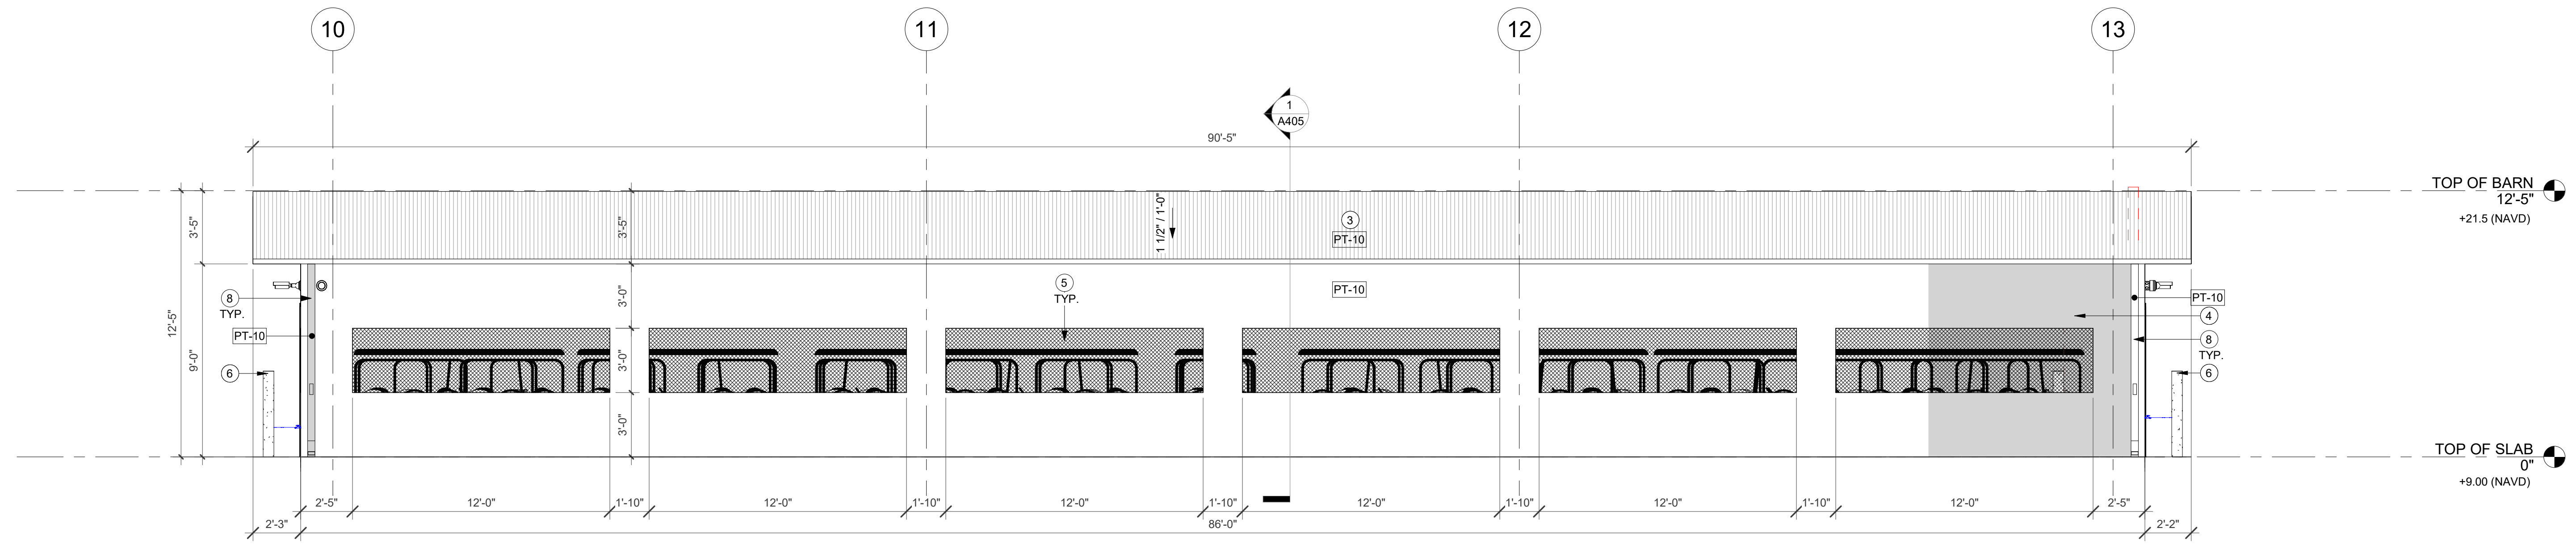 10
11
12
13
1
A405
90'-5"
TOP OF BARN
12'-5"
+21.5 (NAVD)
3'-5"
3'-5"
1 1/2" / 1'-0"
3
PT-10
8
TYP.
PT-10
6
12'-5"
9'-0"
3'-0"
3'-0"
3'-0"
5
TYP.
PT-10
PT-10
4
8
TYP.
6
TOP OF SLAB
0"
+9.00 (NAVD)
2'-5"
12'-0"
1'-10"
12'-0"
1'-10"
12'-0"
1'-10"
12'-0"
1'-10"
12'-0"
1'-10"
12'-0"
2'-5"
2'-3"
86'-0"
2'-2"